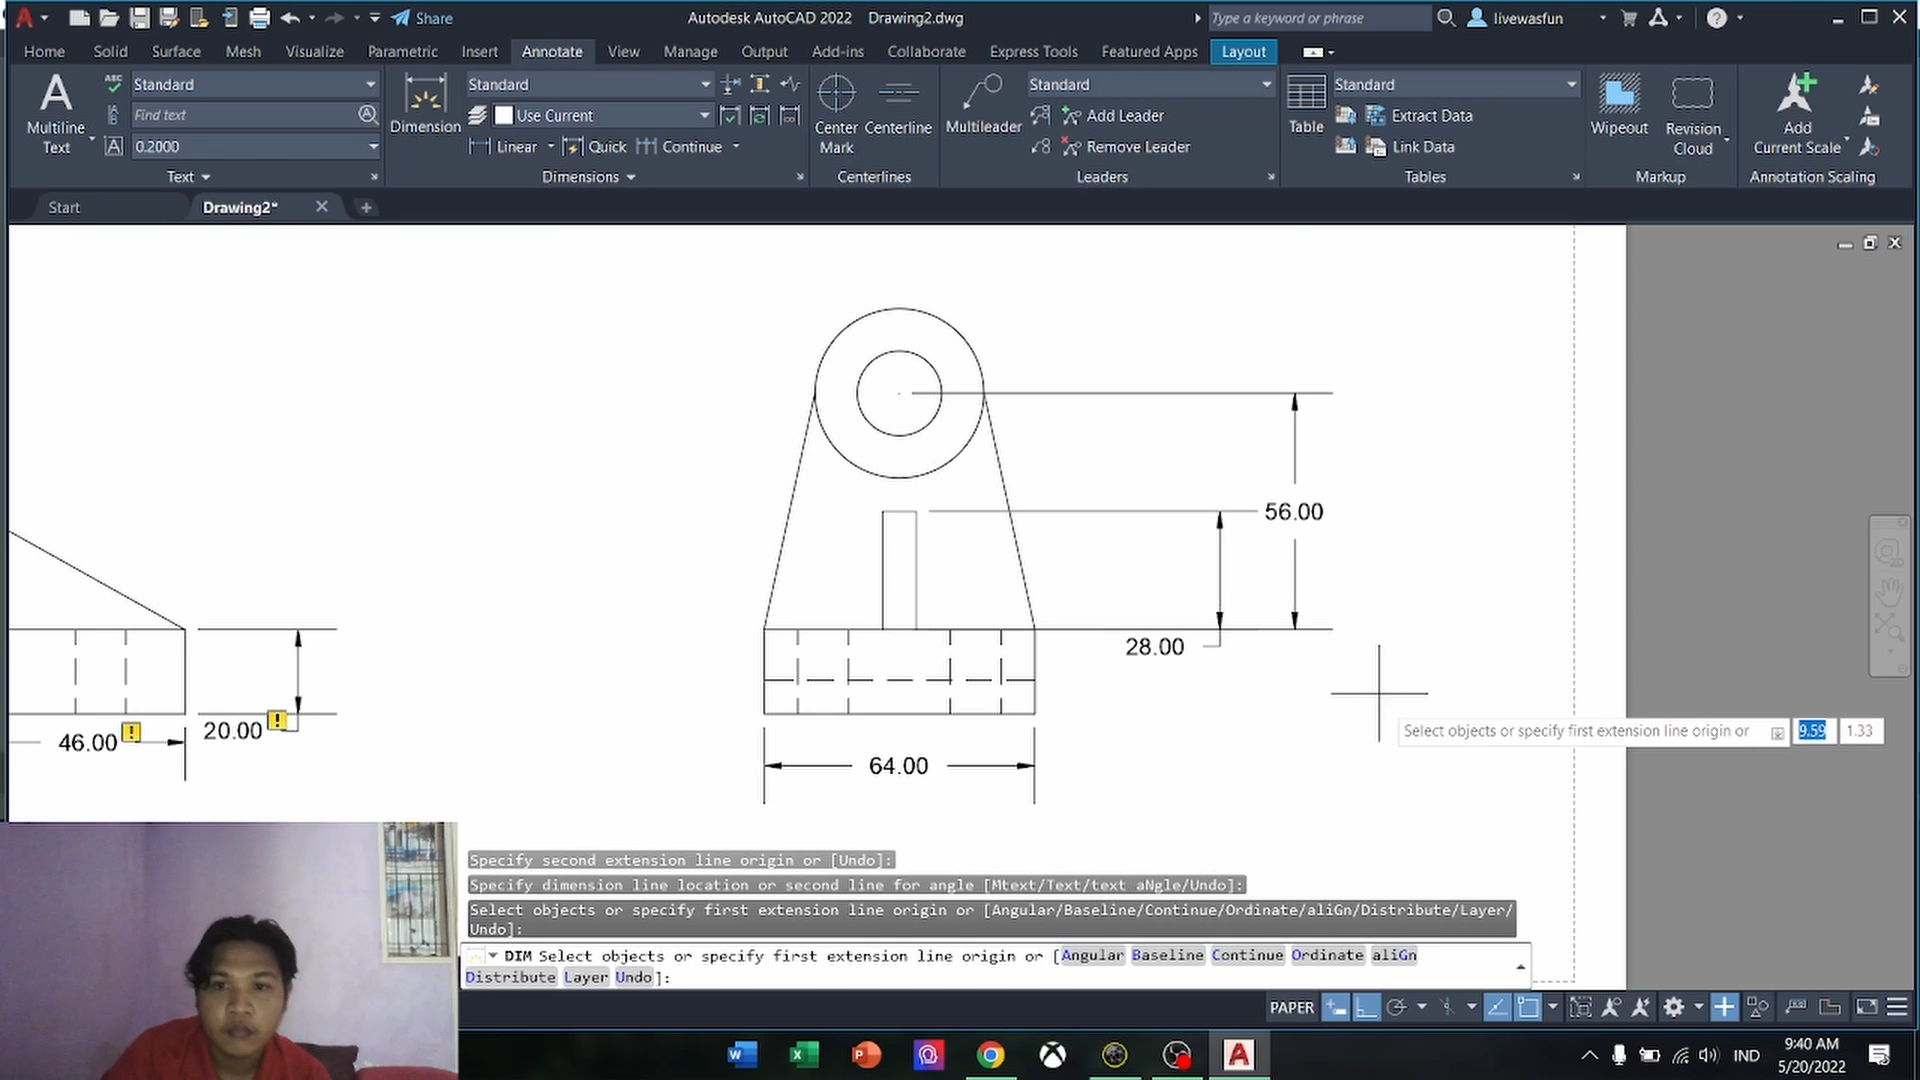 Share
Autodesk AutoCAD 2022 Drawing2.dwg
Type a keyword or phrase
livewasfun
Home Solid Surface Mesh Visualize Parametric Insert Annotate View Manage Output Add-ins Collaborate Express Tools Featured Apps Layout
Multiline Text
ABC
Standard
Find text
0.2000
Text
Dimension
Standard
Use Current
Linear Quick Continue
Dimensions
Center Mark
Centerline
Centerlines
Multileader
Standard
Add Leader
Remove Leader
Leaders
Table
Standard
Extract Data
Link Data
Tables
Wipeout
Revision Cloud
Markup
Add Current Scale
Annotation Scaling
Start Drawing2*
56.00
28.00
46.00
20.00
64.00
2D
Select objects or specify first extension line origin or 9.59 1.33
Specify second extension line origin or [Undo]:
Specify dimension line location or second line for angle [Mtext/Text/text aNgle/Undo]:
Select objects or specify first extension line origin or [Angular/Baseline/Continue/Ordinate/aliGn/Distribute/Layer/
Undo]:
DIM Select objects or specify first extension line origin or [Angular Baseline Continue Ordinate aliGn
Distribute Layer Undo]:
PAPER
IND
9:40 AM
5/20/2022